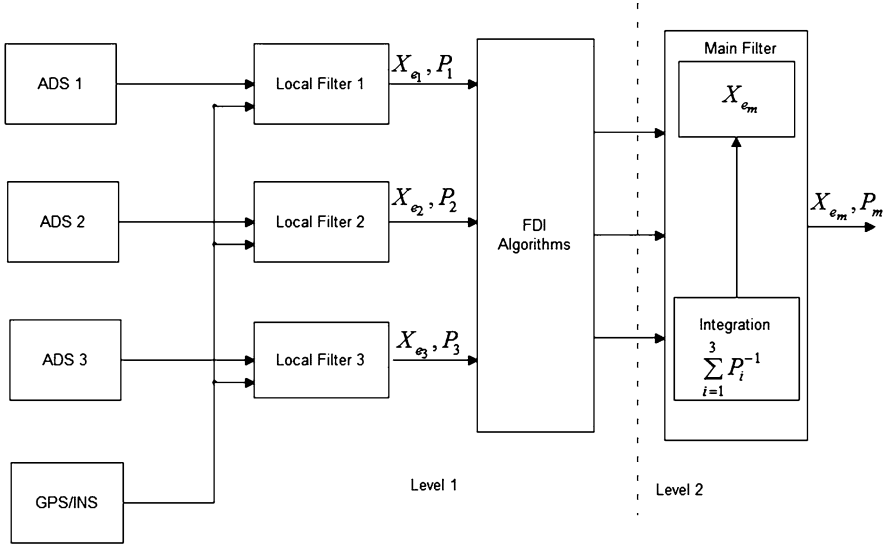 ADS 1
Local Filter 1
X_{e_1}, P_1
Main Filter
X_{e_m}
ADS 2
Local Filter 2
X_{e_2}, P_2
FDI
Algorithms
X_{e_m}, P_m
ADS 3
Local Filter 3
X_{e_3}, P_3
Integration
\sum_{i=1}^{3} P_i^{-1}
GPS/INS
Level 1
Level 2